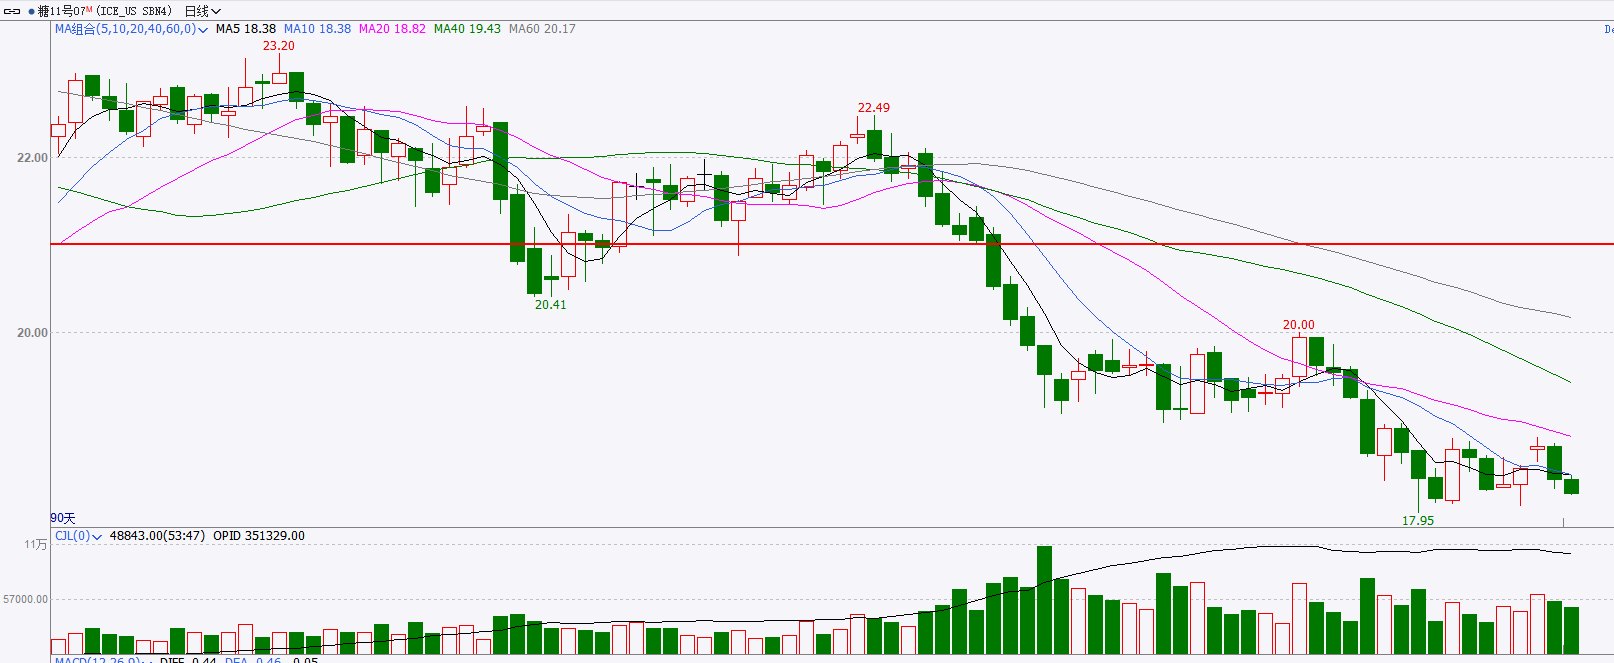 糖11号07M (ICE_US SBN4) 日线
MA组合(5,10,20,40,60,0) MA5 18.38 MA10 18.38 MA20 18.82 MA40 19.43 MA60 20.17
23.20
22.49
22.00
20.41
20.00
20.00
17.95
90天
CJL(0) 48843.00(53:47) OPID 351329.00
11万
57000.00
MACD(12,26,9) DIFF -0.44 DEA -0.46 -0.05